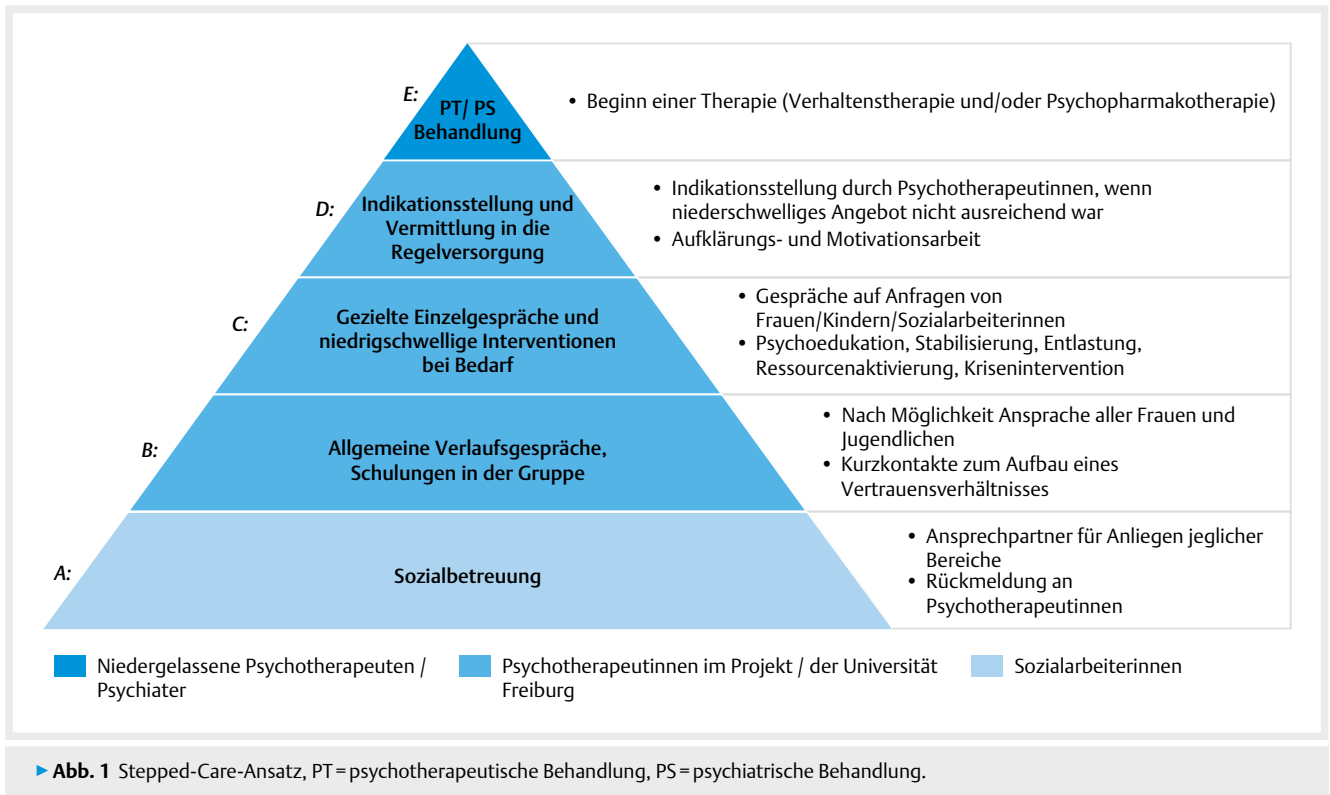 E:
PT/ PS
Behandlung
• Beginn einer Therapie (Verhaltenstherapie und/oder Psychopharmakotherapie)
D:
Indikationsstellung und
Vermittlung in die
Regelversorgung
• Indikationsstellung durch Psychotherapeutinnen, wenn
niederschwelliges Angebot nicht ausreichend war
• Aufklärungs- und Motivationsarbeit
C:
Gezielte Einzelgespräche und
niedrigschwellige Interventionen
bei Bedarf
• Gespräche auf Anfragen von
Frauen/Kindern/Sozialarbeiterinnen
• Psychoedukation, Stabilisierung, Entlastung,
Ressourcenaktivierung, Krisenintervention
B:
Allgemeine Verlaufsgespräche,
Schulungen in der Gruppe
• Nach Möglichkeit Ansprache aller Frauen und
Jugendlichen
• Kurzkontakte zum Aufbau eines
Vertrauensverhältnisses
A:
Sozialbetreuung
• Ansprechpartner für Anliegen jeglicher
Bereiche
• Rückmeldung an
Psychotherapeutinnen
Niedergelassene Psychotherapeuten /
Psychiater
Psychotherapeutinnen im Projekt / der Universität
Freiburg
Sozialarbeiterinnen
▶ Abb. 1 Stepped-Care-Ansatz, PT = psychotherapeutische Behandlung, PS = psychiatrische Behandlung.